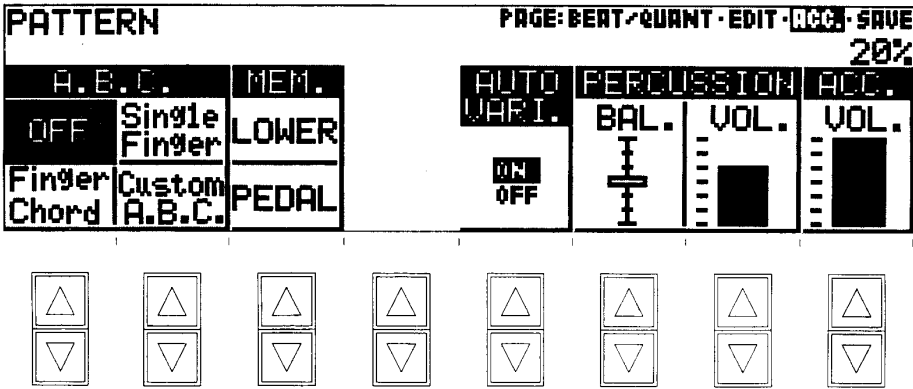 PATTERN PAGE: BEAT/QUANT · EDIT · ACC. · SAVE
20%
A.B.C. MEM. AUTO VARI. PERCUSSION ACC.
OFF Single Finger LOWER BAL. VOL. VOL.
Finger Chord Custom A.B.C. PEDAL ON OFF